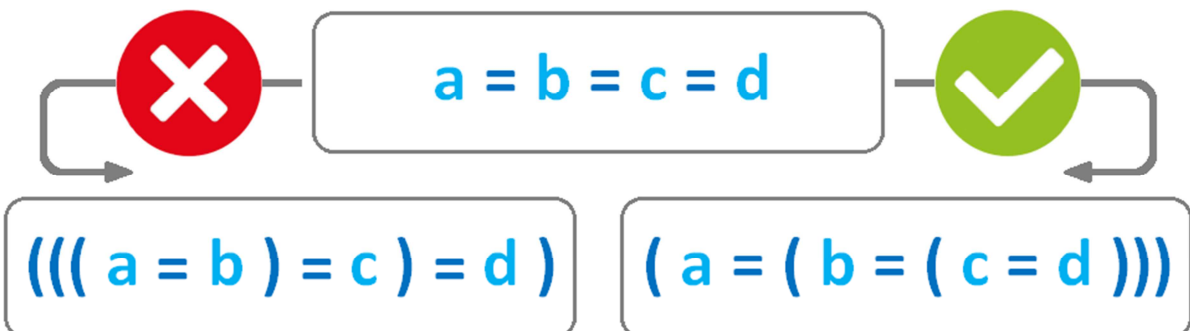 a = b = c = d
((( a = b ) = c ) = d )
( a = ( b = ( c = d )))